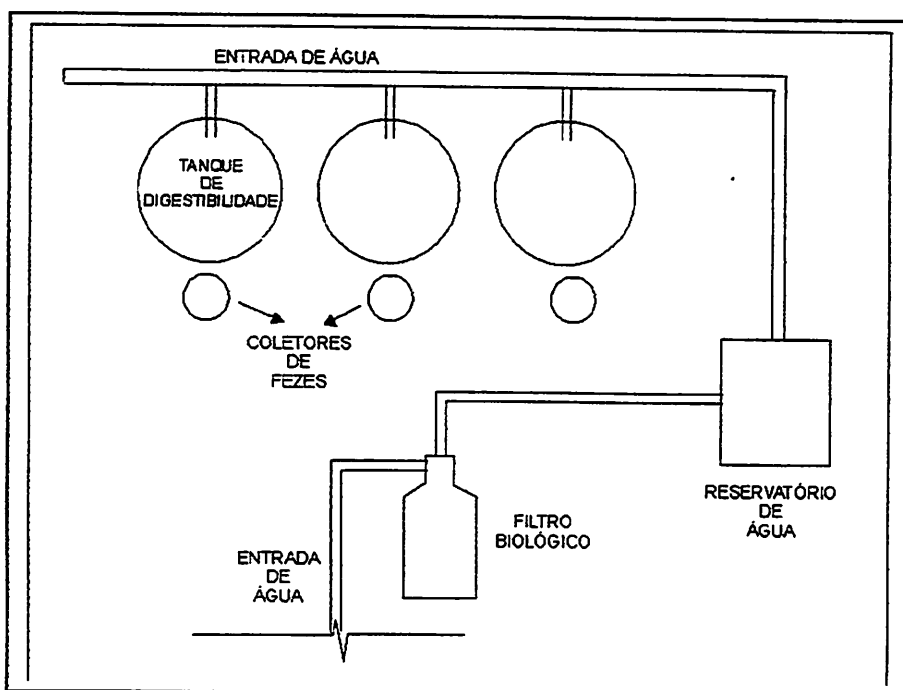 ENTRADA DE ÁGUA
TANQUE
DE
DIGESTIBILIDADE
COLETORES
DE
FEZES
RESERVATÓRIO
DE
ÁGUA
FILTRO
BIOLÓGICO
ENTRADA
DE
ÁGUA